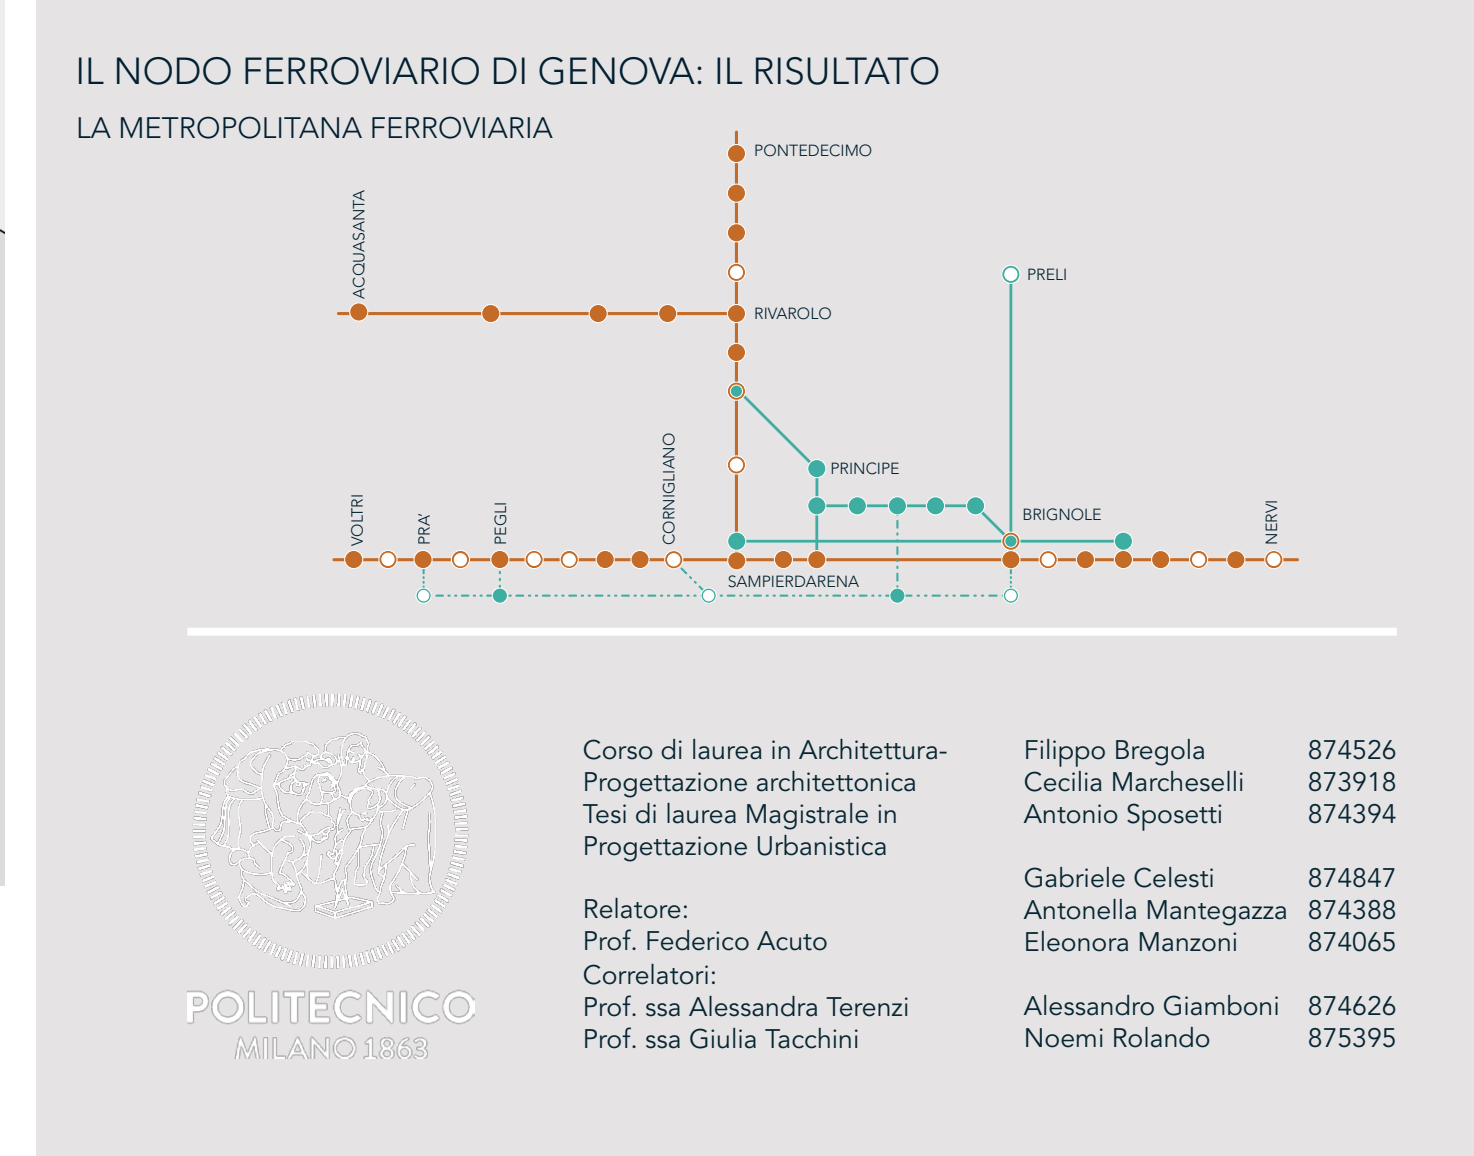 IL NODO FERROVIARIO DI GENOVA: IL RISULTATO
LA METROPOLITANA FERROVIARIA
PONTEDECIMO
ACQUASANTA
PRELI
RIVAROLO
CORNIGLIANO
PRINCIPE
VOLTRI
PRA'
PEGLI
BRIGNOLE
NERVI
SAMPIERDARENA
Corso di laurea in Architettura-
Progettazione architettonica
Tesi di laurea Magistrale in
Progettazione Urbanistica
Relatore:
Prof. Federico Acuto
Correlatori:
Prof. ssa Alessandra Terenzi
Prof. ssa Giulia Tacchini
Filippo Bregola 874526
Cecilia Marcheselli 873918
Antonio Sposetti 874394
Gabriele Celesti 874847
Antonella Mantegazza 874388
Eleonora Manzoni 874065
Alessandro Giamboni 874626
Noemi Rolando 875395
POLITECNICO
MILANO 1863